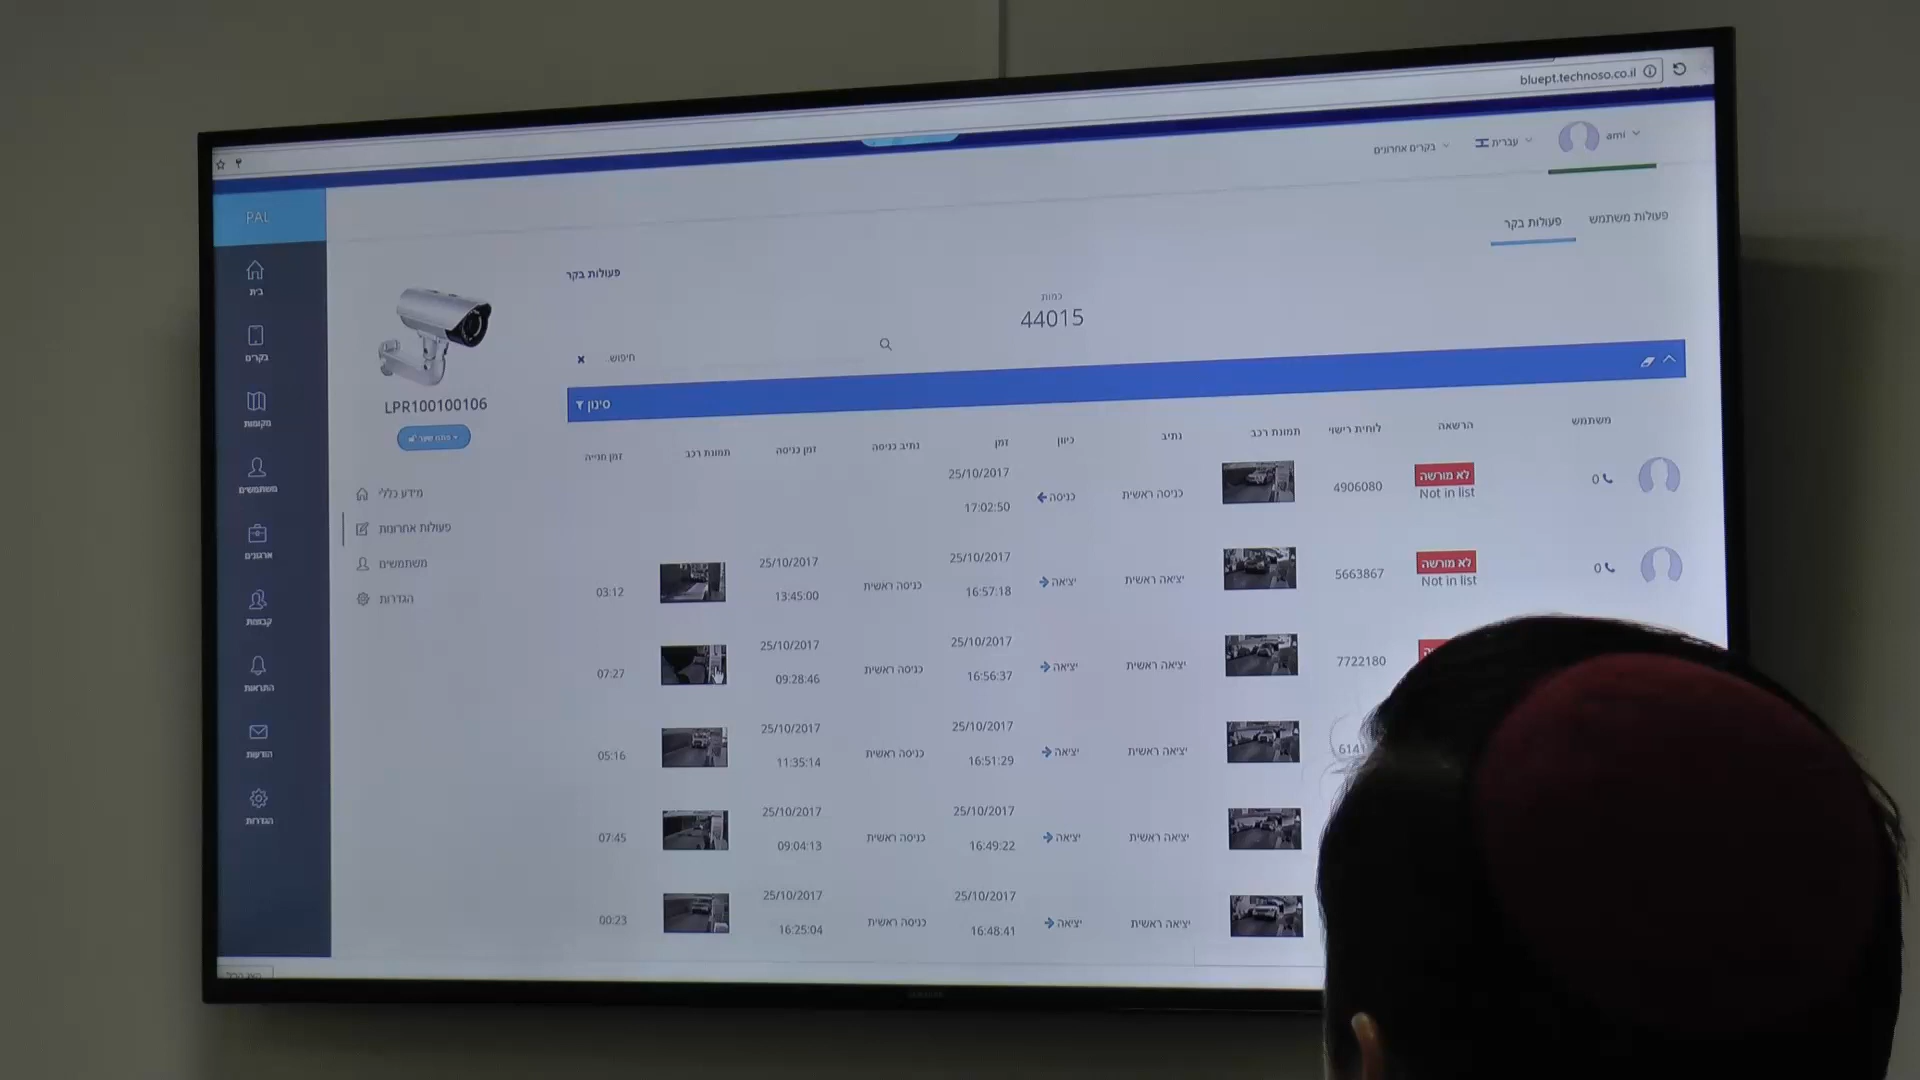 bluept.technoso.co.il
ami
עברית
בקרים אחרונים
PAL
פעולות משתמש
פעולות בקר
פעולות בקר
כמות
44015
חיפוש..
סינון
LPR100100106
פתח שער
בית
בקרים
מקומות
משתמשים
ארגונים
קבוצות
התראות
הודעות
הגדרות
מידע כללי
פעולות אחרונות
משתמשים
הגדרות
משתמש הרשאה לוחית רישוי תמונת רכב נתיב כיוון זמן נתיב כניסה זמן כניסה תמונת רכב זמן חנייה
0 לא מורשה 4906080 כניסה ראשית כניסה 25/10/2017
Not in list 17:02:50
0 לא מורשה 5663867 יציאה ראשית יציאה 25/10/2017 כניסה ראשית 25/10/2017 03:12
Not in list 16:57:18 13:45:00
7722180 יציאה ראשית יציאה 25/10/2017 כניסה ראשית 25/10/2017 07:27
16:56:37 09:28:46
6141 יציאה ראשית יציאה 25/10/2017 כניסה ראשית 25/10/2017 05:16
16:51:29 11:35:14
יציאה ראשית יציאה 25/10/2017 כניסה ראשית 25/10/2017 07:45
16:49:22 09:04:13
יציאה ראשית יציאה 25/10/2017 כניסה ראשית 25/10/2017 00:23
16:48:41 16:25:04